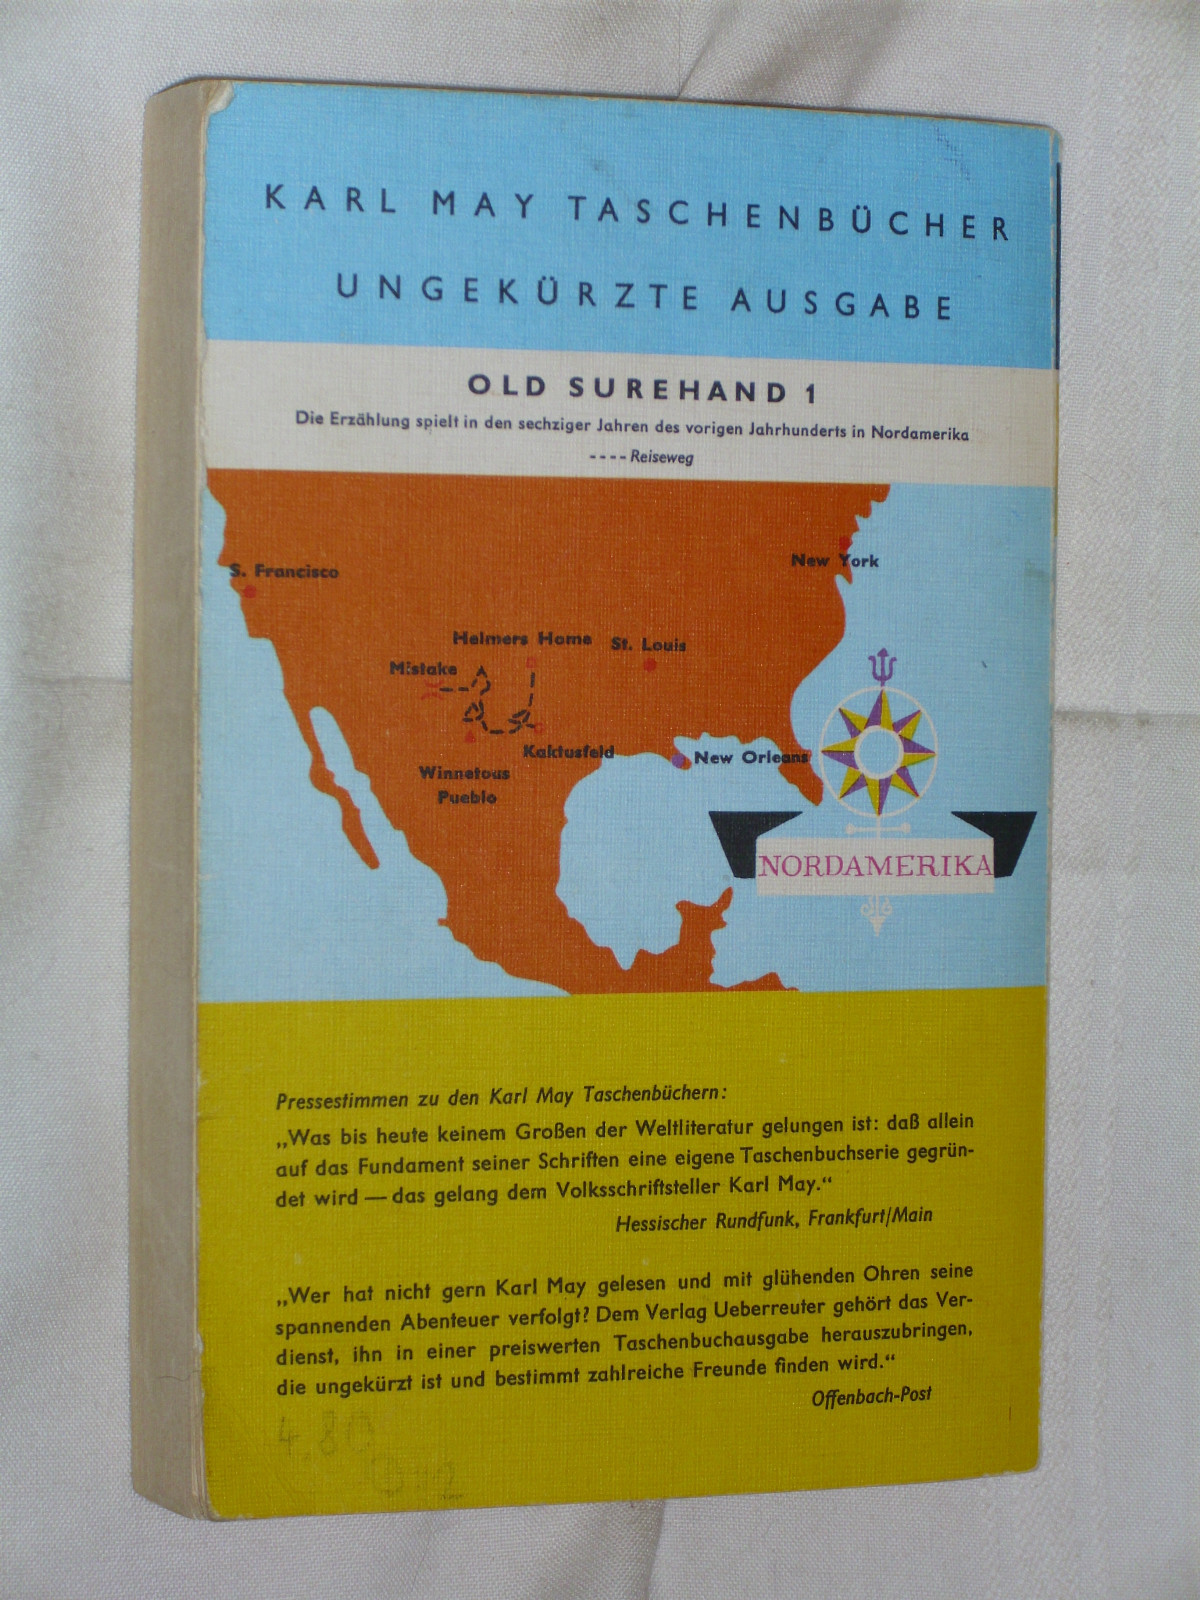 KARL MAY TASCHENBÜCHER
UNGEKÜRZTE AUSGABE
OLD SUREHAND 1
Die Erzählung spielt in den sechziger Jahren des vorigen Jahrhunderts in Nordamerika
---- Reiseweg
New York
S. Francisco
Helmers Home
St. Louis
Mistake
Kaktusfeld
New Orleans
Winnetous
Pueblo
NORDAMERIKA
Pressestimmen zu den Karl May Taschenbüchern:
„Was bis heute keinem Großen der Weltliteratur gelungen ist: daß allein
auf das Fundament seiner Schriften eine eigene Taschenbuchserie gegrün-
det wird — das gelang dem Volksschriftsteller Karl May.“
Hessischer Rundfunk, Frankfurt/Main
„Wer hat nicht gern Karl May gelesen und mit glühenden Ohren seine
spannenden Abenteuer verfolgt? Dem Verlag Ueberreuter gehört das Ver-
dienst, ihn in einer preiswerten Taschenbuchausgabe herauszubringen,
die ungekürzt ist und bestimmt zahlreiche Freunde finden wird.“
Offenbach-Post
4.80